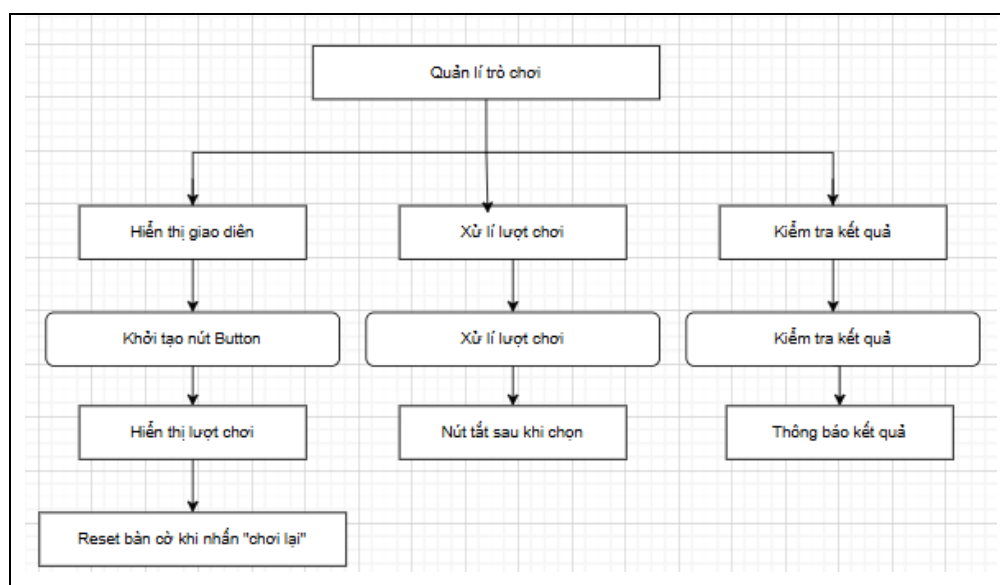 Quản lí trò chơi
Hiển thị giao diên
Xử lí lượt chơi
Kiểm tra kết quả
Khởi tạo nút Button
Xử lí lượt chơi
Kiểm tra kết quả
Hiển thị lượt chơi
Nút tắt sau khi chọn
Thông báo kết quả
Reset bàn cờ khi nhấn "chơi lại"